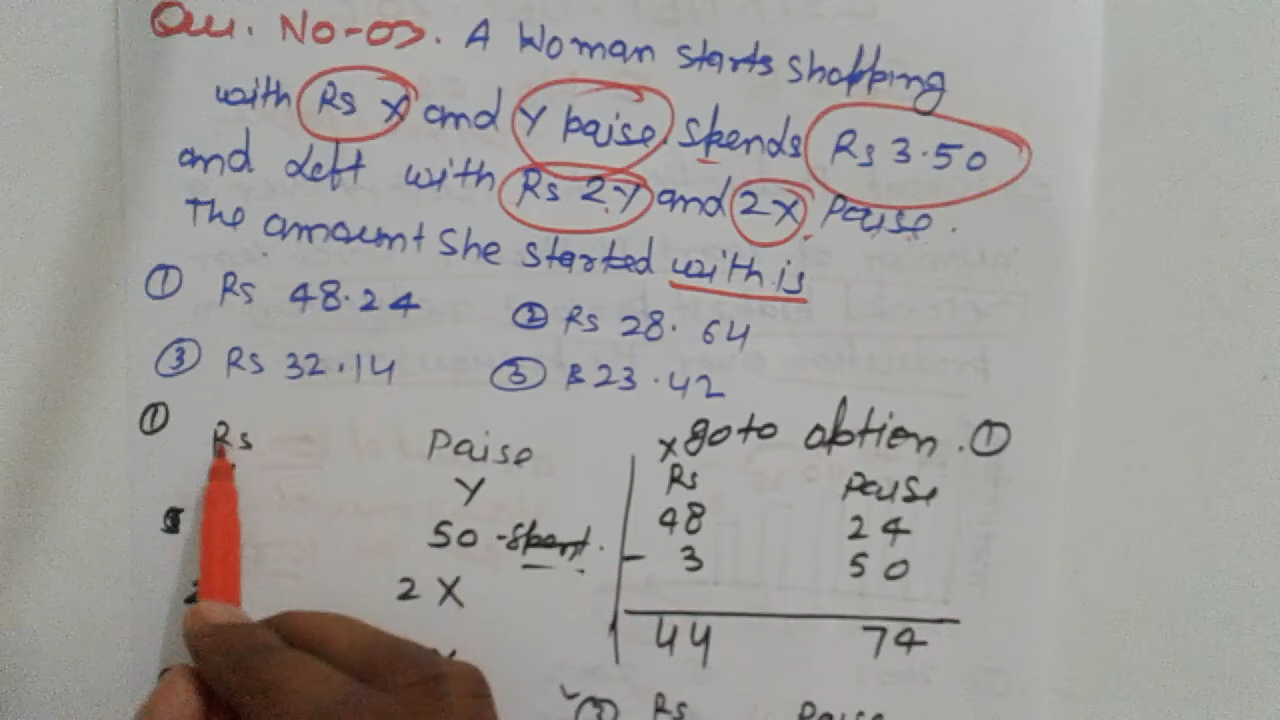 Qu. No-03. A Woman starts shopping
with Rs X and Y paise. spends Rs 3.50
and left with Rs 2Y and 2X Paise.
The amount she started with is
① Rs 48.24 ② Rs 28.64
③ Rs 32.14 ⑤ 23.42
① Rs Paise
Y
50 - spent.
2 X
x go to option. ①
Rs Paise
48 24
- 3 50
44 74
Rs Paise